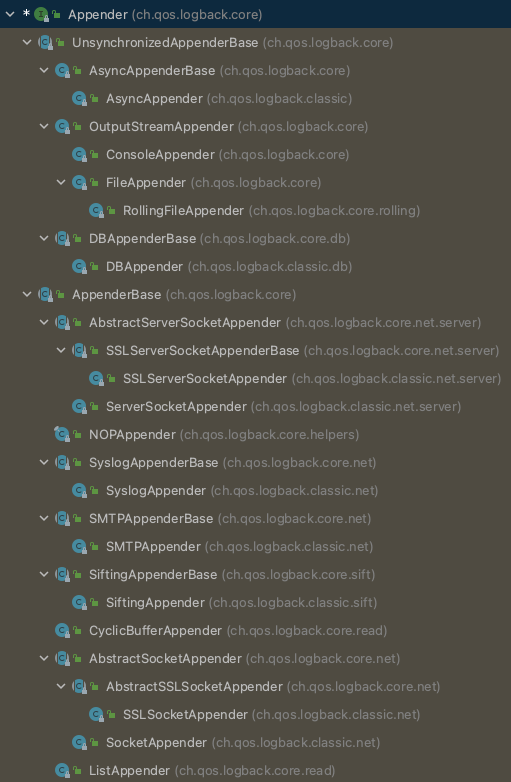 * Appender (ch.qos.logback.core)
UnsynchronizedAppenderBase (ch.qos.logback.core)
AsyncAppenderBase (ch.qos.logback.core)
AsyncAppender (ch.qos.logback.classic)
OutputStreamAppender (ch.qos.logback.core)
ConsoleAppender (ch.qos.logback.core)
FileAppender (ch.qos.logback.core)
RollingFileAppender (ch.qos.logback.core.rolling)
DBAppenderBase (ch.qos.logback.core.db)
DBAppender (ch.qos.logback.classic.db)
AppenderBase (ch.qos.logback.core)
AbstractServerSocketAppender (ch.qos.logback.core.net.server)
SSLServerSocketAppenderBase (ch.qos.logback.core.net.server)
SSLServerSocketAppender (ch.qos.logback.classic.net.server)
ServerSocketAppender (ch.qos.logback.classic.net.server)
NOPAppender (ch.qos.logback.core.helpers)
SyslogAppenderBase (ch.qos.logback.core.net)
SyslogAppender (ch.qos.logback.classic.net)
SMTPAppenderBase (ch.qos.logback.core.net)
SMTPAppender (ch.qos.logback.classic.net)
SiftingAppenderBase (ch.qos.logback.core.sift)
SiftingAppender (ch.qos.logback.classic.sift)
CyclicBufferAppender (ch.qos.logback.core.read)
AbstractSocketAppender (ch.qos.logback.core.net)
AbstractSSLSocketAppender (ch.qos.logback.core.net)
SSLSocketAppender (ch.qos.logback.classic.net)
SocketAppender (ch.qos.logback.classic.net)
ListAppender (ch.qos.logback.core.read)